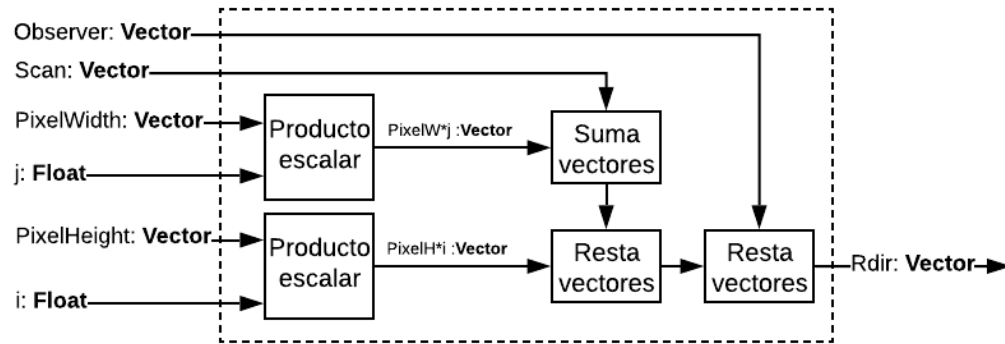 Observer: Vector
Scan: Vector
PixelWidth: Vector
j: Float
Producto
escalar
PixelW*j :Vector
Suma
vectores
PixelHeight: Vector
i: Float
Producto
escalar
PixelH*i :Vector
Resta
vectores
Resta
vectores
Rdir: Vector